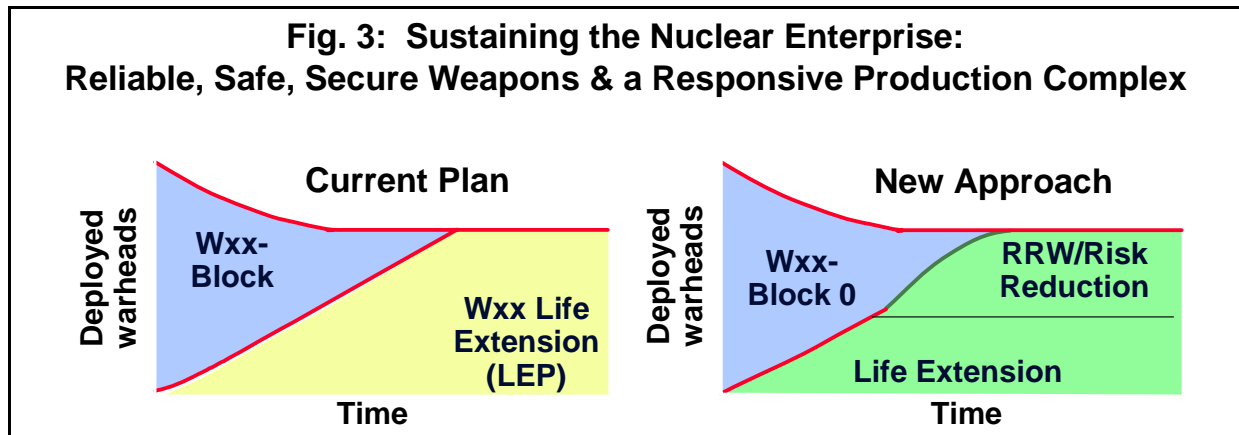 Fig. 3: Sustaining the Nuclear Enterprise:
Reliable, Safe, Secure Weapons & a Responsive Production Complex
Current Plan
Deployed
warheads
Wxx-
Block
Wxx Life
Extension
(LEP)
Time
New Approach
Deployed
warheads
Wxx-
Block 0
RRW/Risk
Reduction
Life Extension
Time